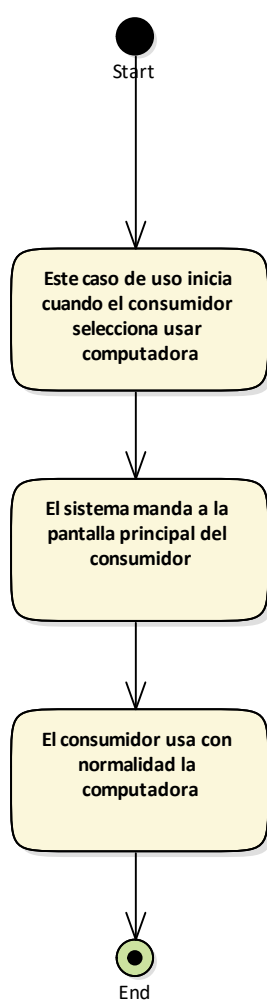 Start
Este caso de uso inicia
cuando el consumidor
selecciona usar
computadora
El sistema manda a la
pantalla principal del
consumidor
El consumidor usa con
normalidad la
computadora
End